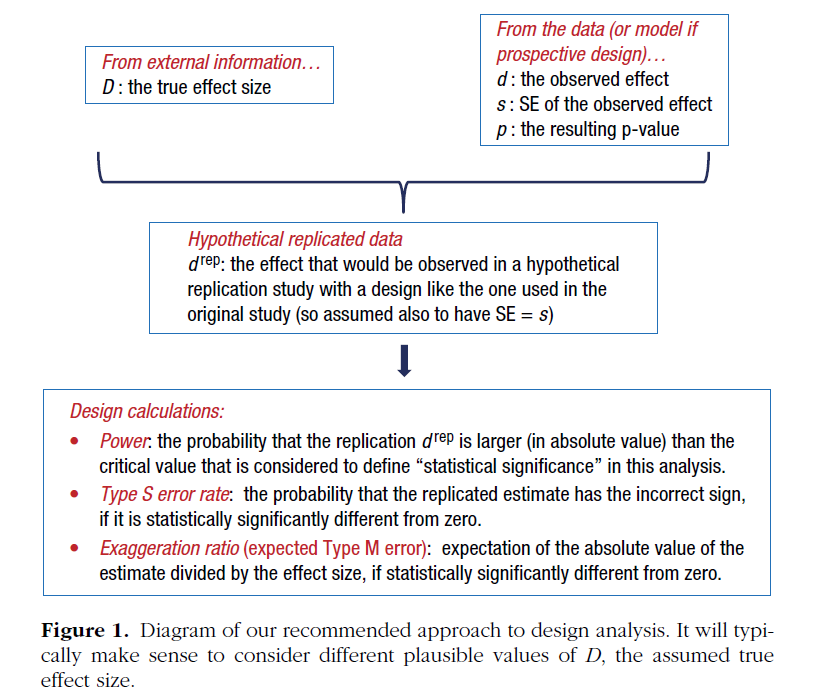 From external information…
D : the true effect size
From the data (or model if
prospective design)…
d : the observed effect
s : SE of the observed effect
p : the resulting p-value
Hypothetical replicated data
drep: the effect that would be observed in a hypothetical
replication study with a design like the one used in the
original study (so assumed also to have SE = s)
Design calculations:
• Power: the probability that the replication drep is larger (in absolute value) than the
critical value that is considered to define “statistical significance” in this analysis.
• Type S error rate: the probability that the replicated estimate has the incorrect sign,
if it is statistically significantly different from zero.
• Exaggeration ratio (expected Type M error): expectation of the absolute value of the
estimate divided by the effect size, if statistically significantly different from zero.
Figure 1. Diagram of our recommended approach to design analysis. It will typi-
cally make sense to consider different plausible values of D, the assumed true
effect size.